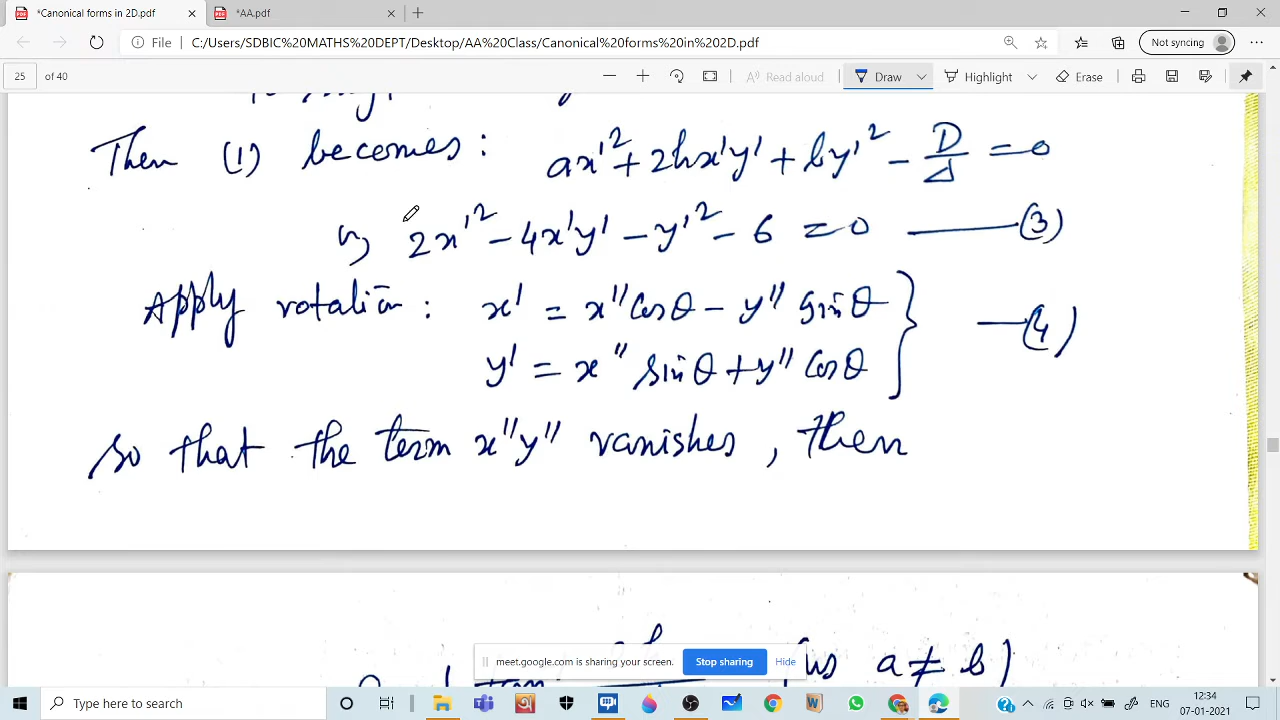 *Canonical forms in 2D.pdf
*AA.pdf
File
C:/Users/SDBIC%20MATHS%20DEPT/Desktop/AA%20Class/Canonical%20forms%20in%202D.pdf
Not syncing
25 of 40
Read aloud
Draw
Highlight
Erase
Then (1) becomes : ax'² + 2hx'y' + by'² - D/Δ = 0
2x'² - 4x'y' - y'² - 6 = 0 —(3)
Apply rotation : x' = x'' Cosθ - y'' Sinθ
y' = x'' Sinθ + y'' Cosθ } —(4)
So that the term x''y'' vanishes, then
a ≠ b)
meet.google.com is sharing your screen.
Stop sharing
Hide
Type here to search
ENG
12:34
07-01-2021